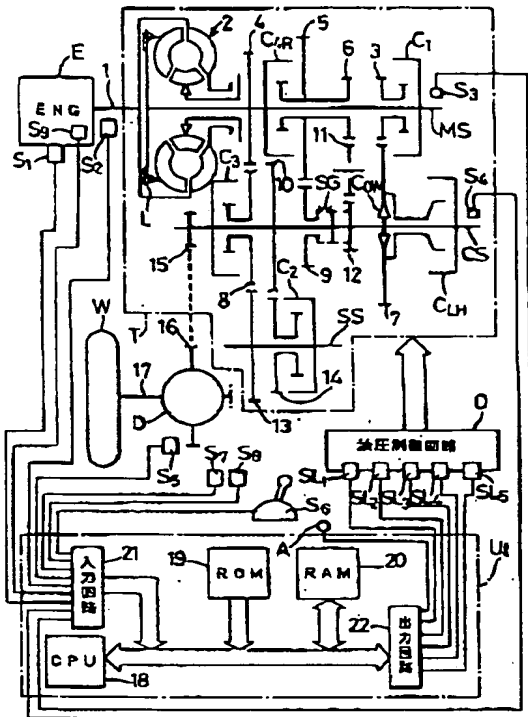 E
2
4
C4R
5
6
3
C1
ENG
1
S3
S9
MS
S1
S2
11
L
C3
10
SG
COW
S4
CS
15
9
12
8
C2
7
CLH
W
16
SS
T
17
D
14
13
O
油圧制御回路
S5
S7
S8
SL1
SL2
SL3
SL4
SL5
S6
21
19
A
20
U
入力回路
ROM
RAM
22
出力回路
CPU
18